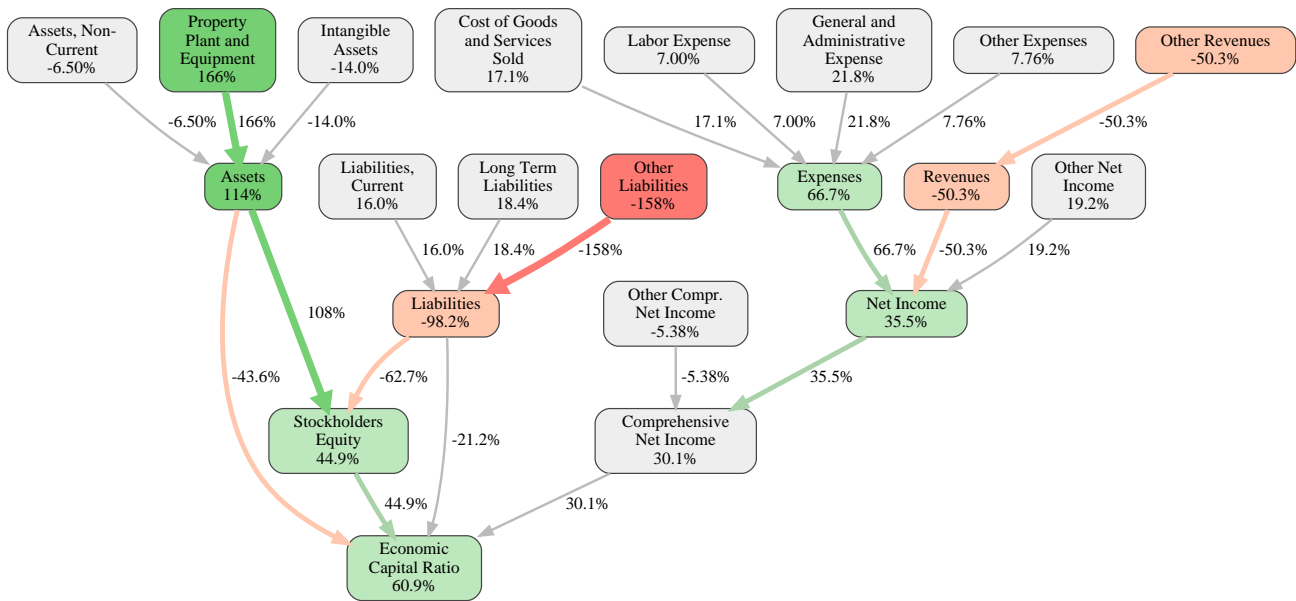 Assets, Non-
Current
-6.50%
Property
Plant and
Equipment
166%
Intangible
Assets
-14.0%
Cost of Goods
and Services
Sold
17.1%
Labor Expense
7.00%
General and
Administrative
Expense
21.8%
Other Expenses
7.76%
Other Revenues
-50.3%
-6.50%
166%
-14.0%
17.1%
7.00%
21.8%
7.76%
-50.3%
Assets
114%
Liabilities,
Current
16.0%
Long Term
Liabilities
18.4%
Other
Liabilities
-158%
Expenses
66.7%
Revenues
-50.3%
Other Net
Income
19.2%
16.0%
18.4%
-158%
66.7%
-50.3%
19.2%
108%
Liabilities
-98.2%
Other Compr.
Net Income
-5.38%
Net Income
35.5%
-43.6%
-62.7%
-5.38%
35.5%
Stockholders
Equity
44.9%
-21.2%
Comprehensive
Net Income
30.1%
44.9%
30.1%
Economic
Capital Ratio
60.9%